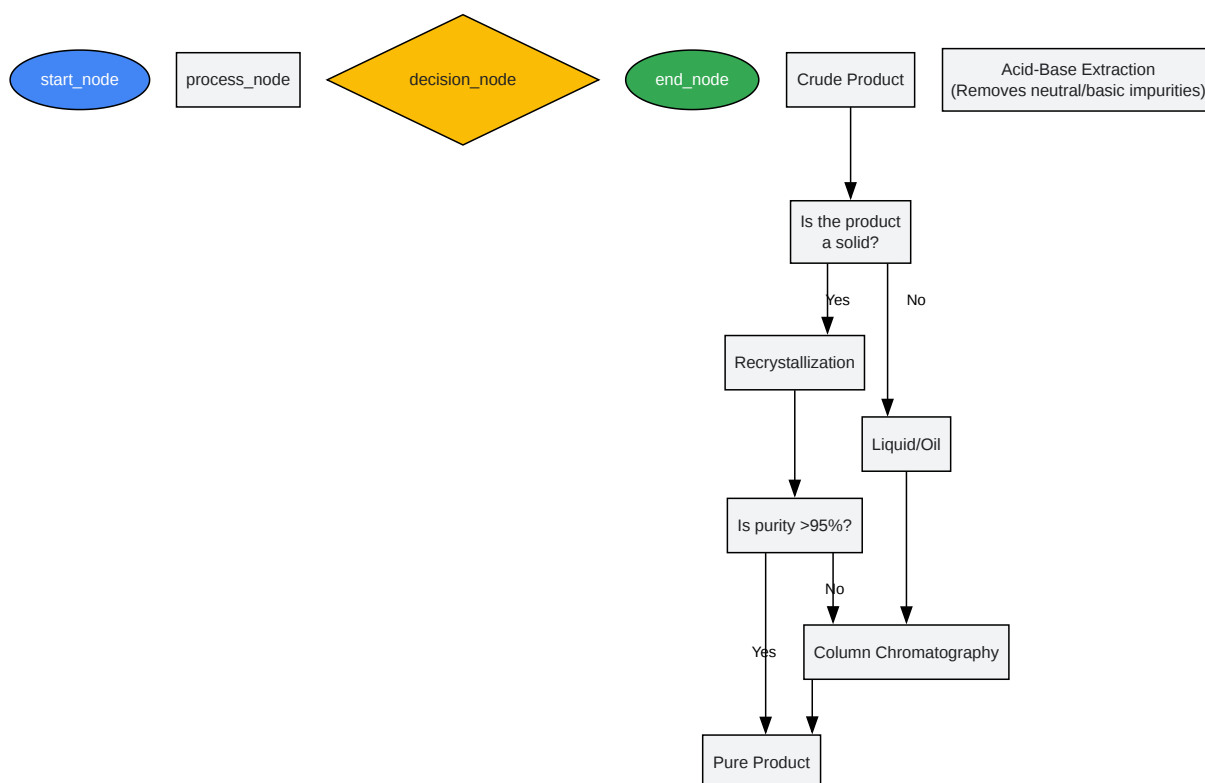 start_node
process_node
decision_node
end_node
Crude Product
Acid-Base Extraction
(Removes neutral/basic impurities)
Is the product
a solid?
Yes
No
Recrystallization
Liquid/Oil
Is purity >95%?
No
Yes
Column Chromatography
Pure Product